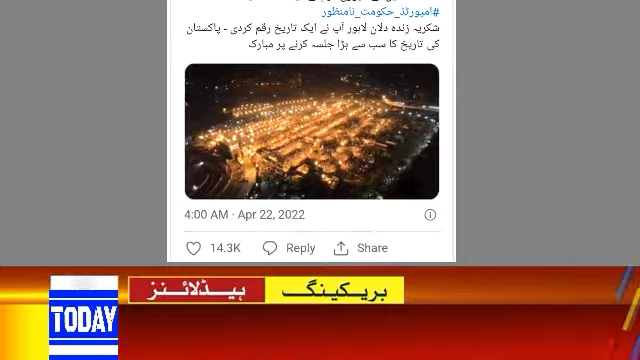 #امپورٹڈ_حکومت_نامنظور
شکریہ زندہ دلان لاہور آپ نے ایک تاریخ رقم کردی - پاکستان
کی تاریخ کا سب سے بڑا جلسہ کرنے پر مبارک
4:00 AM · Apr 22, 2022
14.3K Reply Share
بریکینگ ہیڈلائنز
TODAY